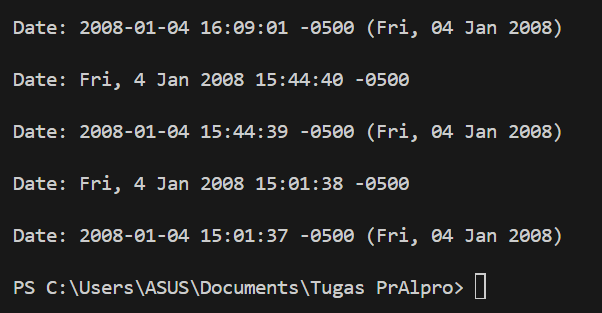 Date: 2008-01-04 16:09:01 -0500 (Fri, 04 Jan 2008)
Date: Fri, 4 Jan 2008 15:44:40 -0500
Date: 2008-01-04 15:44:39 -0500 (Fri, 04 Jan 2008)
Date: Fri, 4 Jan 2008 15:01:38 -0500
Date: 2008-01-04 15:01:37 -0500 (Fri, 04 Jan 2008)
PS C:\Users\ASUS\Documents\Tugas PrAlpro>